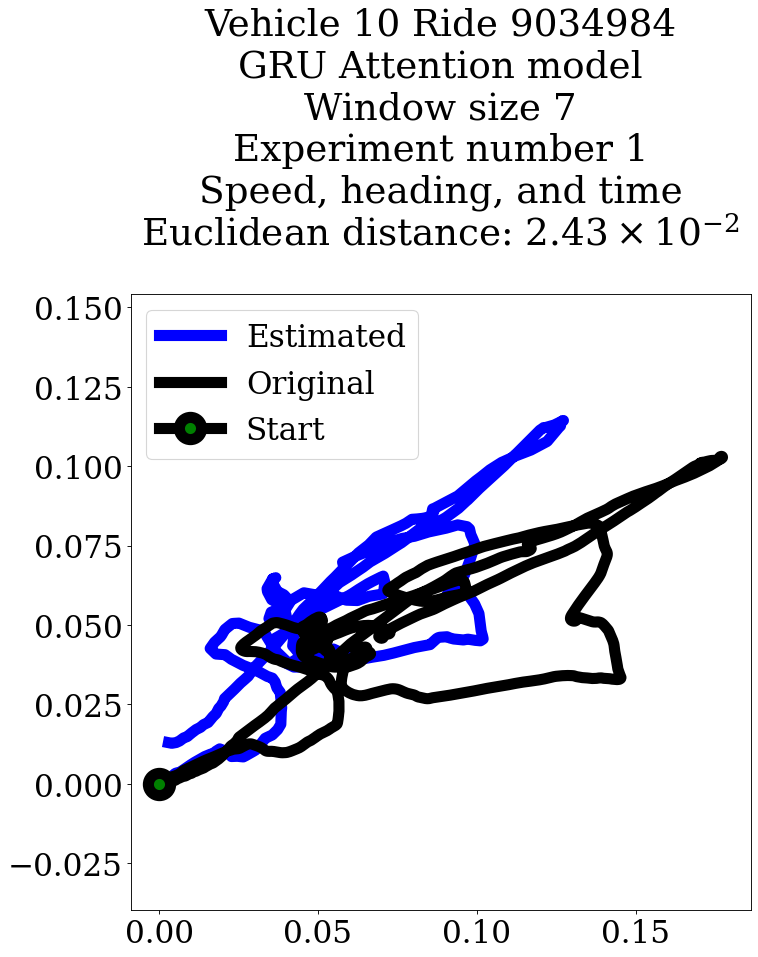 Vehicle 10 Ride 9034984
GRU Attention model
Window size 7
Experiment number 1
Speed, heading, and time
Euclidean distance: 2.43 × 10⁻²
0.150
0.125
0.100
0.075
0.050
0.025
0.000
−0.025
Estimated
Original
Start
0.00 0.05 0.10 0.15